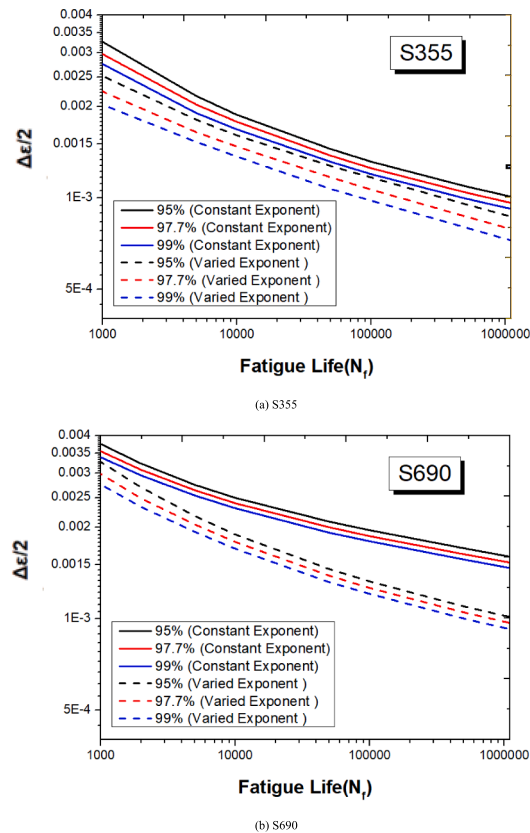 0.004
0.0035
0.003
0.0025
0.002
0.0015
1E-3
5E-4
Δε/2
S355
95% (Constant Exponent)
97.7% (Constant Exponent)
99% (Constant Exponent)
95% (Varied Exponent )
97.7% (Varied Exponent )
99% (Varied Exponent )
1000 10000 100000 1000000
Fatigue Life(Nf)
(a) S355
0.004
0.0035
0.003
0.0025
0.002
0.0015
1E-3
5E-4
Δε/2
S690
95% (Constant Exponent)
97.7% (Constant Exponent)
99% (Constant Exponent)
95% (Varied Exponent )
97.7% (Varied Exponent )
99% (Varied Exponent )
1000 10000 100000 1000000
Fatigue Life(Nf)
(b) S690